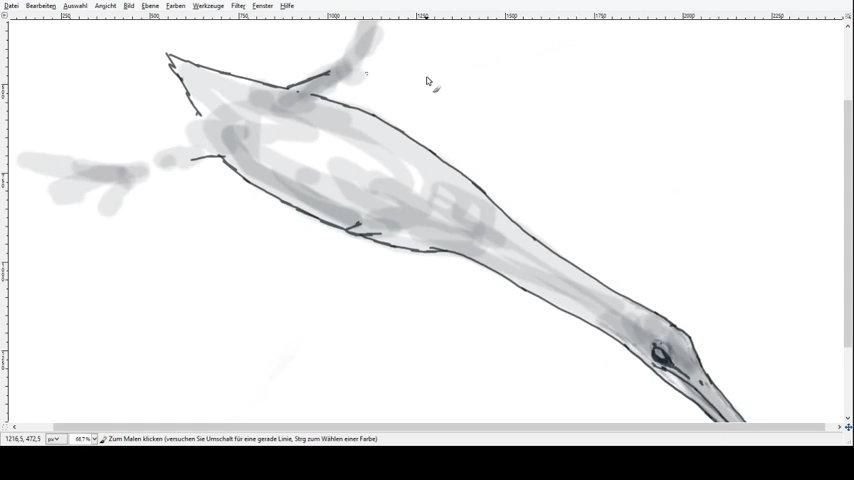 Datei Bearbeiten Auswahl Ansicht Bild Ebene Farben Werkzeuge Filter Fenster Hilfe
250 500 750 1000 1250 1500 1750 2000 2250
1216,5, 472,5 px 66.7% Zum Malen klicken (versuchen Sie Umschalt für eine gerade Linie, Strg zum Wählen einer Farbe)